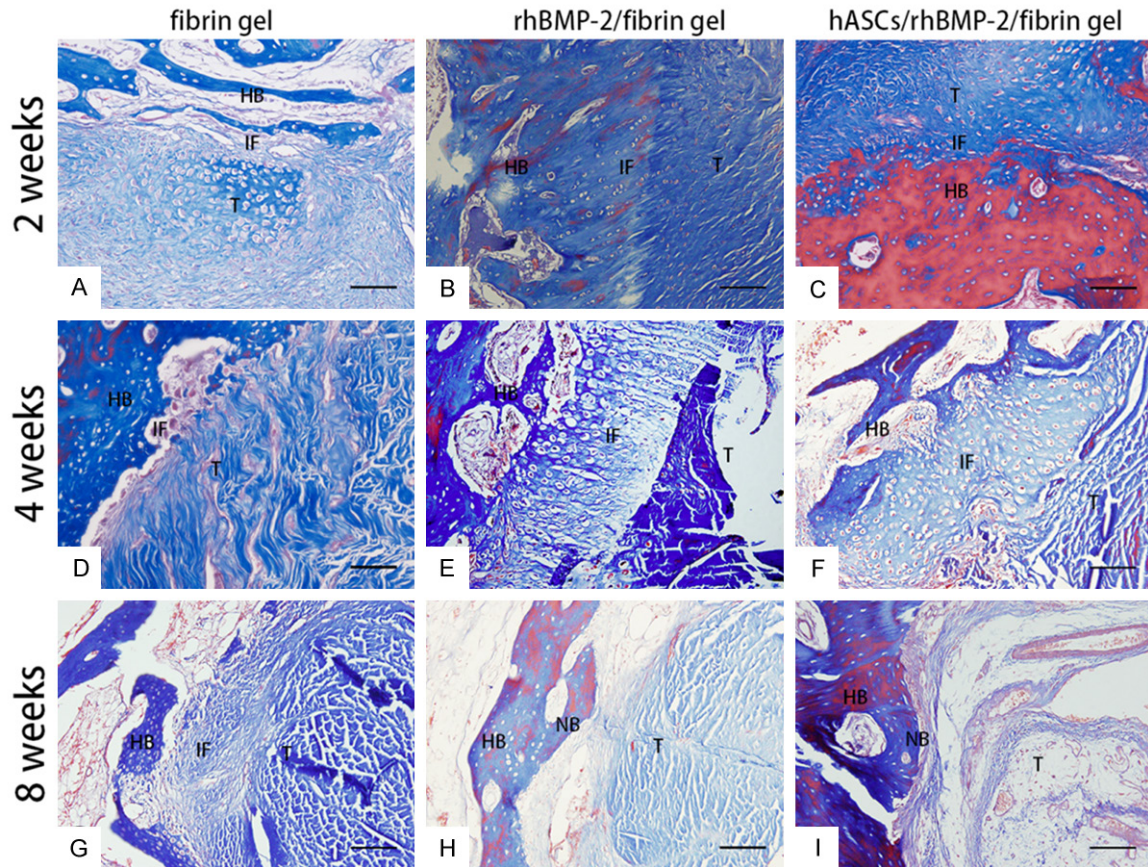 fibrin gel
rhBMP-2/fibrin gel
hASCs/rhBMP-2/fibrin gel
2 weeks
HB
IF
T
A
HB
IF
T
B
T
IF
HB
C
4 weeks
HB
IF
T
D
HB
IF
T
E
HB
IF
T
F
8 weeks
HB
IF
T
G
HB
NB
T
H
HB
NB
T
I